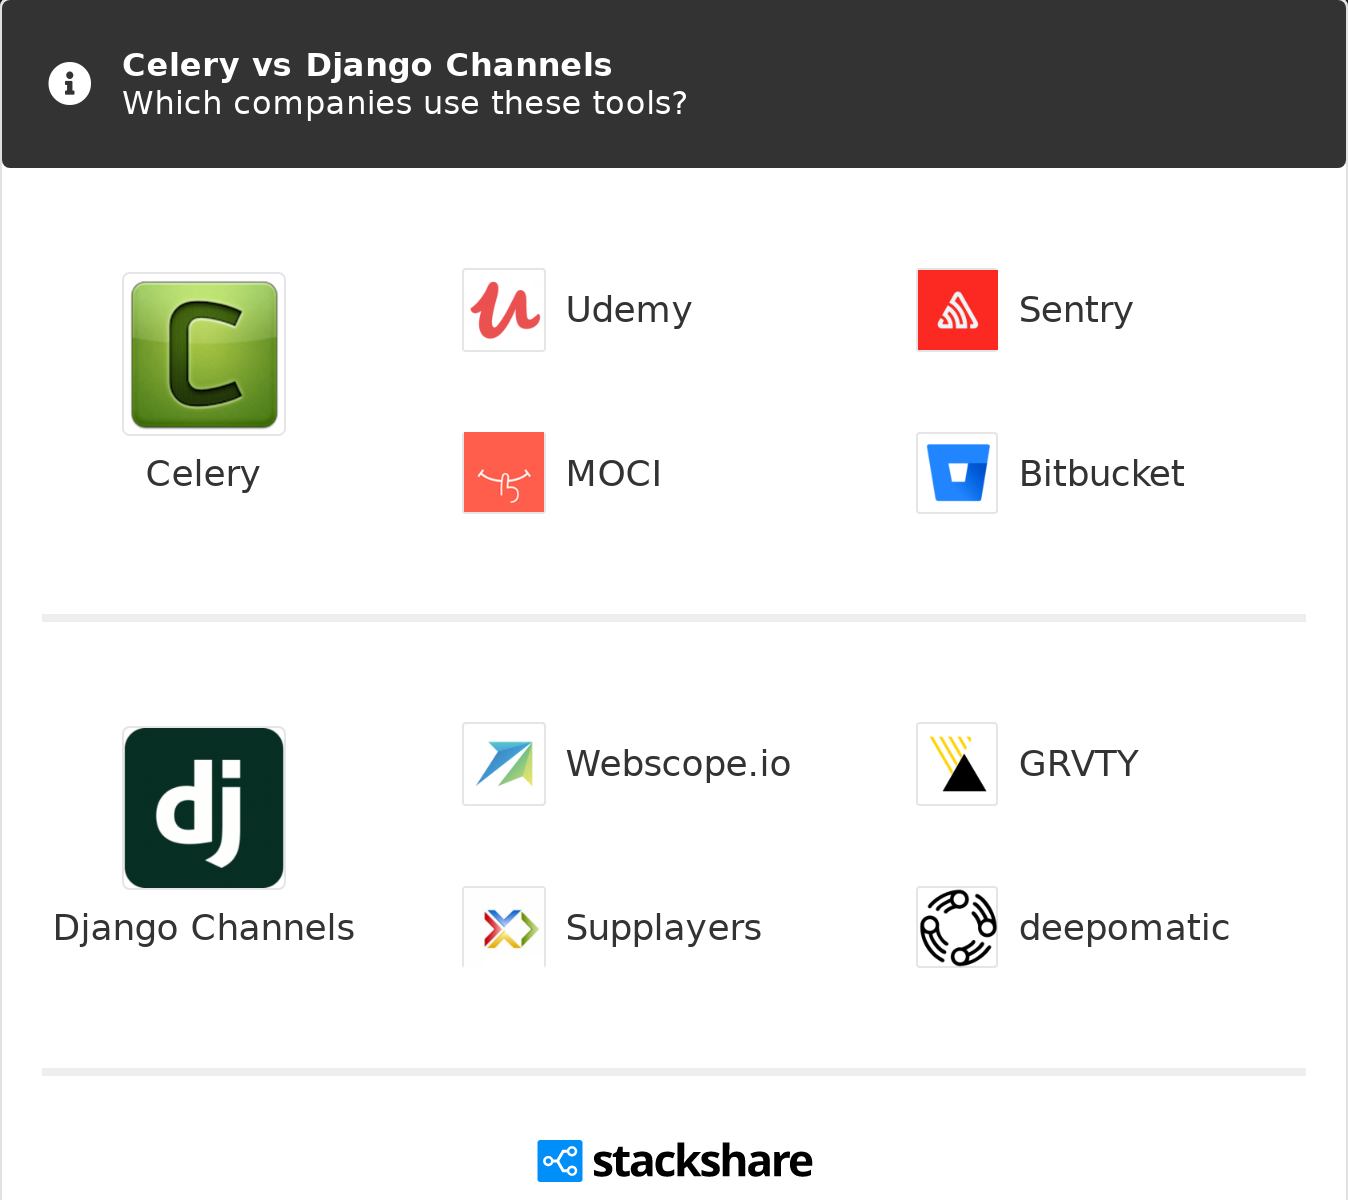 Celery vs Django Channels
Which companies use these tools?
Udemy
Sentry
Celery
MOCI
Bitbucket
Webscope.io
GRVTY
Django Channels
Supplayers
deepomatic
stackshare